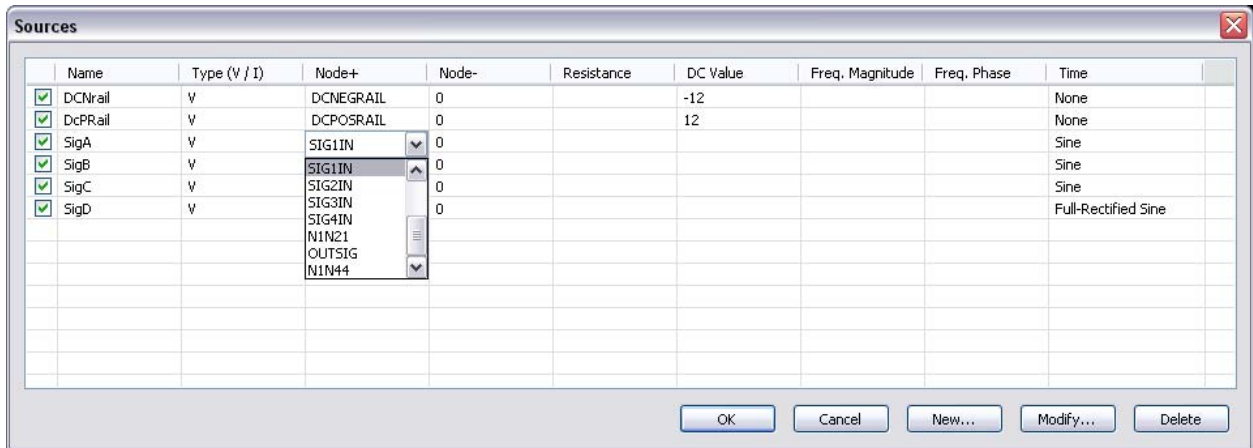 Sources
Name Type (V / I) Node+ Node- Resistance DC Value Freq. Magnitude Freq. Phase Time
DCNrail V DCNEGRAIL 0 -12 None
DcPRail V DCPOSRAIL 0 12 None
SigA V SIG1IN 0 Sine
SigB V SIG1IN 0 Sine
SIG2IN
SigC V 0 Sine
SIG3IN
SigD V SIG4IN 0 Full-Rectified Sine
N1N21
OUTSIG
N1N44
OK Cancel New... Modify... Delete